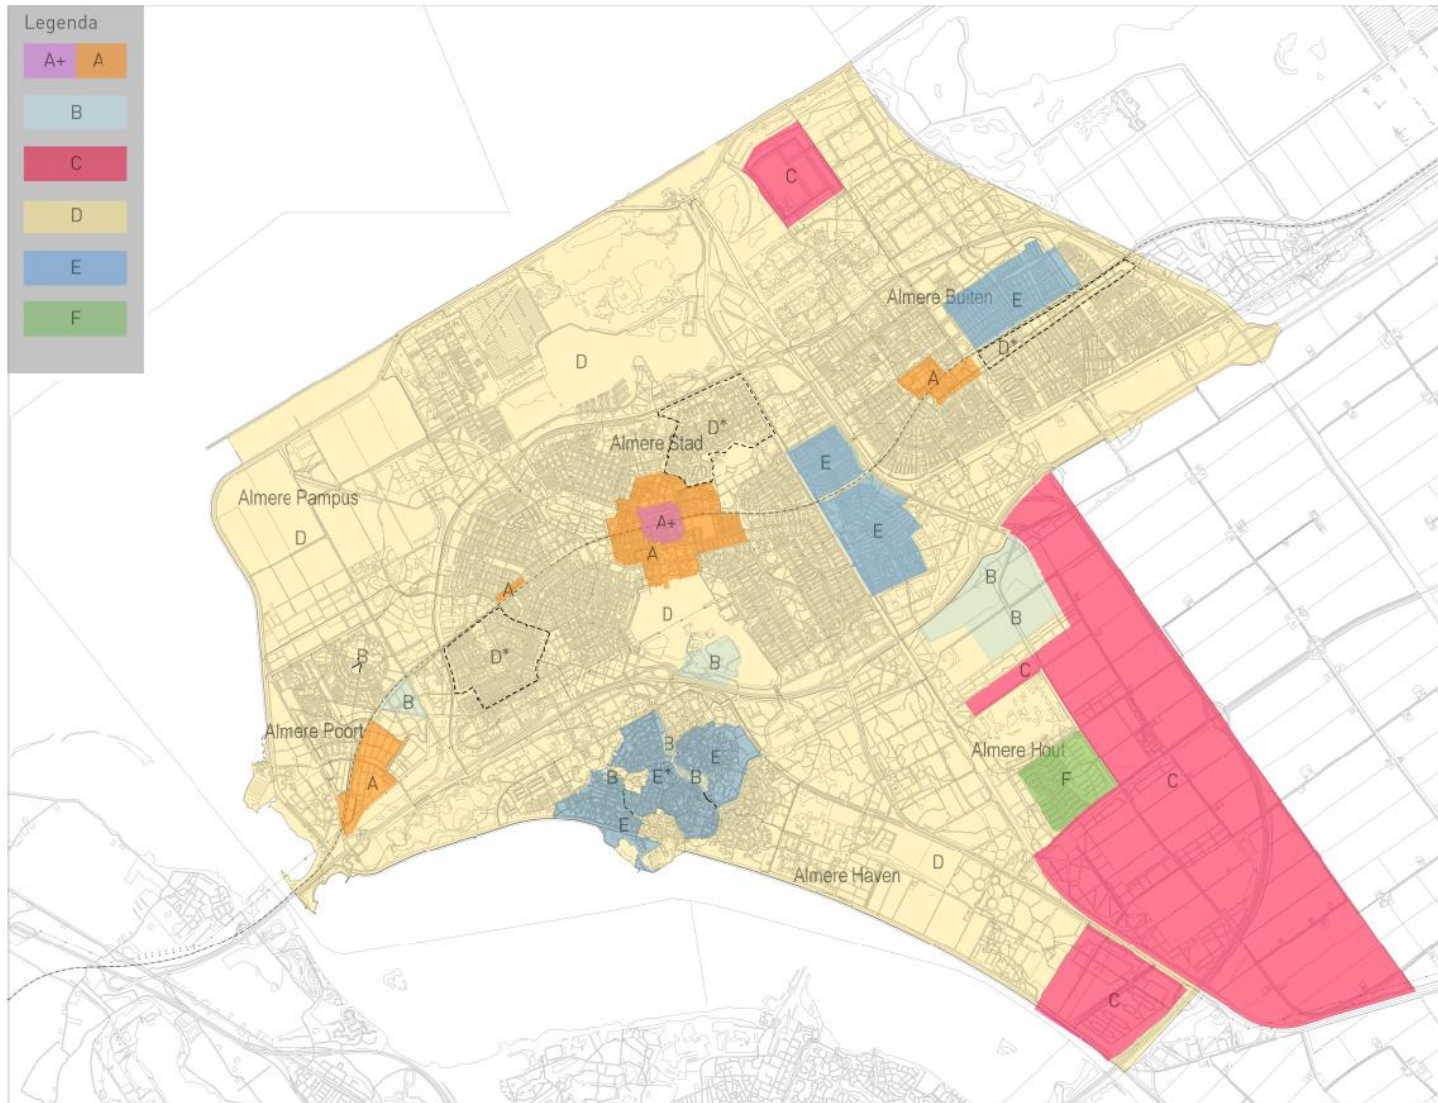 Legenda
A+ A
B
C
D
E
F
C
Almere Buiten
E
D*
A
D
D*
Almere Stad
E
Almere Pampus
D
A+
A
E
B
B
A
D
D*
B
B
C
B
Almere Poort
A
B
E
B
E*
B
E
Almere Hout
F
C
D
Almere Haven
C